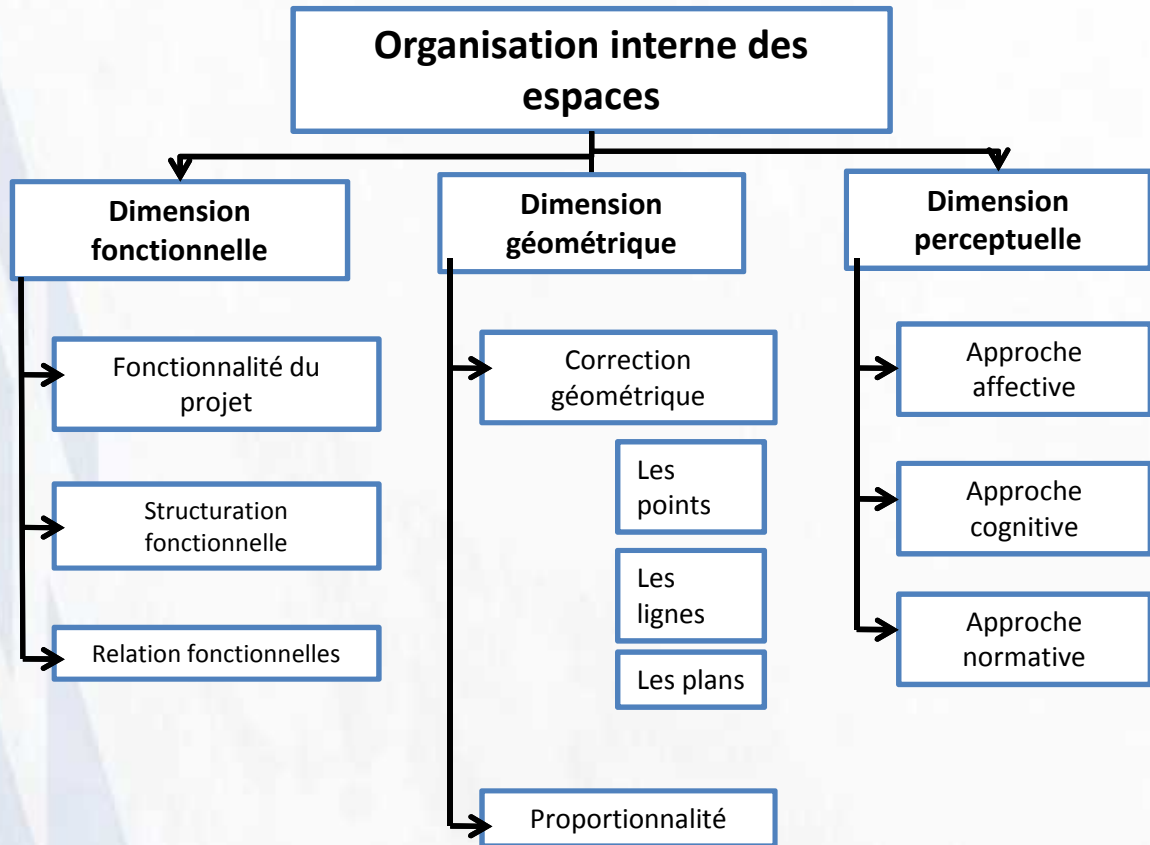 Organisation interne des
espaces
Dimension
fonctionnelle
Fonctionnalité du
projet
Structuration
fonctionnelle
Relation fonctionnelles
Dimension
géométrique
Correction
géométrique
Les
points
Les
lignes
Les plans
Proportionnalité
Dimension
perceptuelle
Approche
affective
Approche
cognitive
Approche
normative